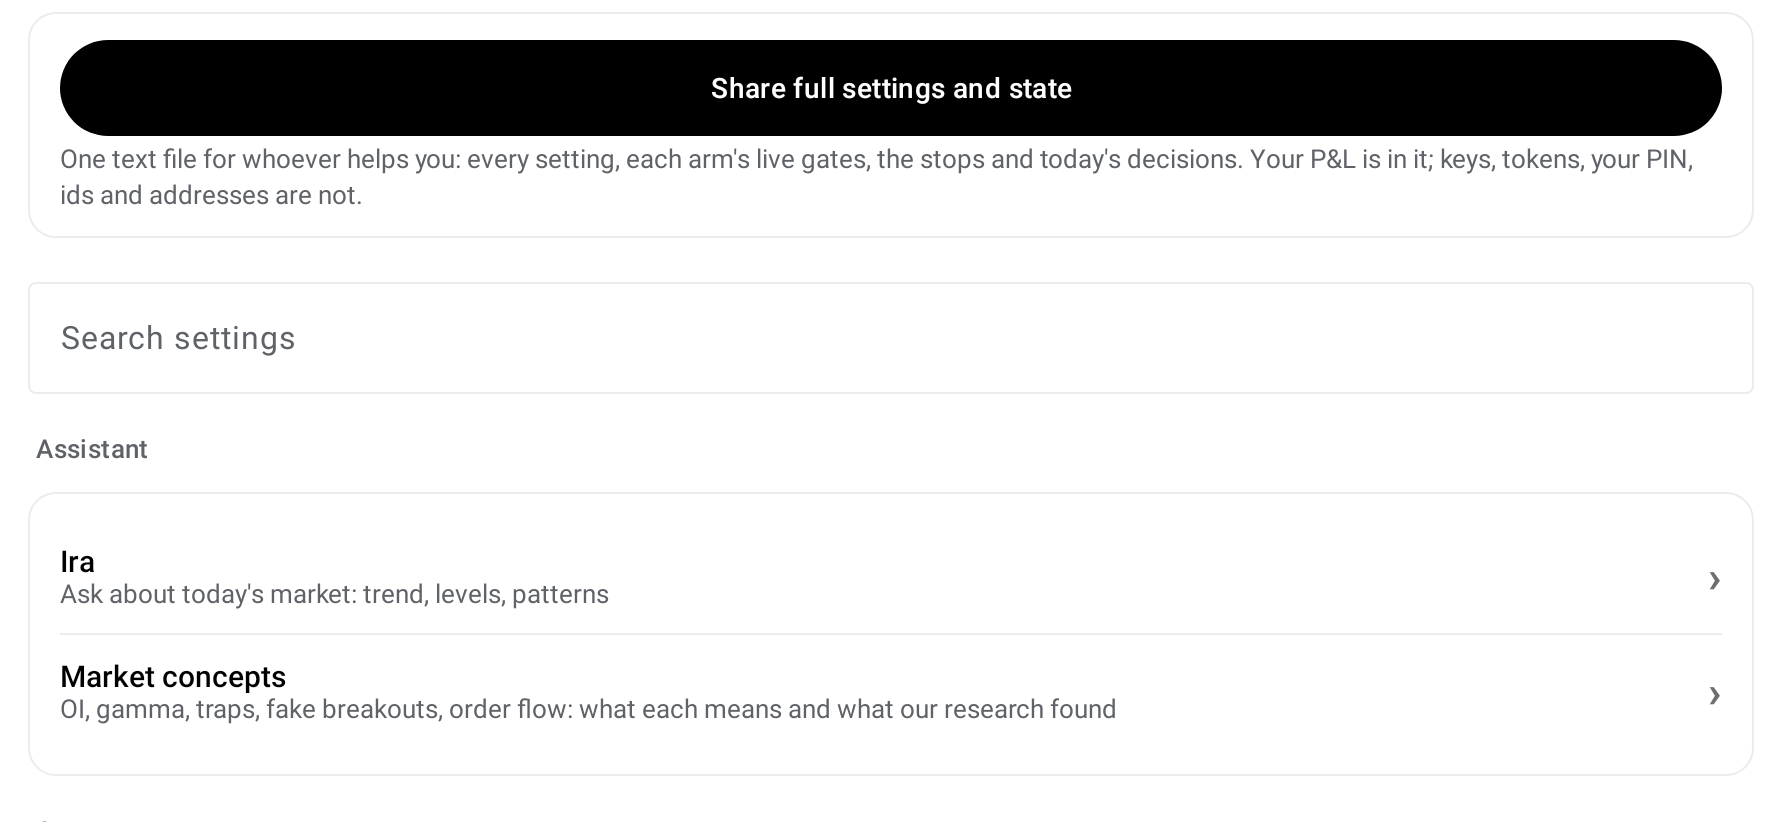 Share full settings and state
One text file for whoever helps you: every setting, each arm's live gates, the stops and today's decisions. Your P&L is in it; keys, tokens, your PIN,
ids and addresses are not.
Search settings
Assistant
Ira
Ask about today's market: trend, levels, patterns
›
Market concepts
OI, gamma, traps, fake breakouts, order flow: what each means and what our research found
›